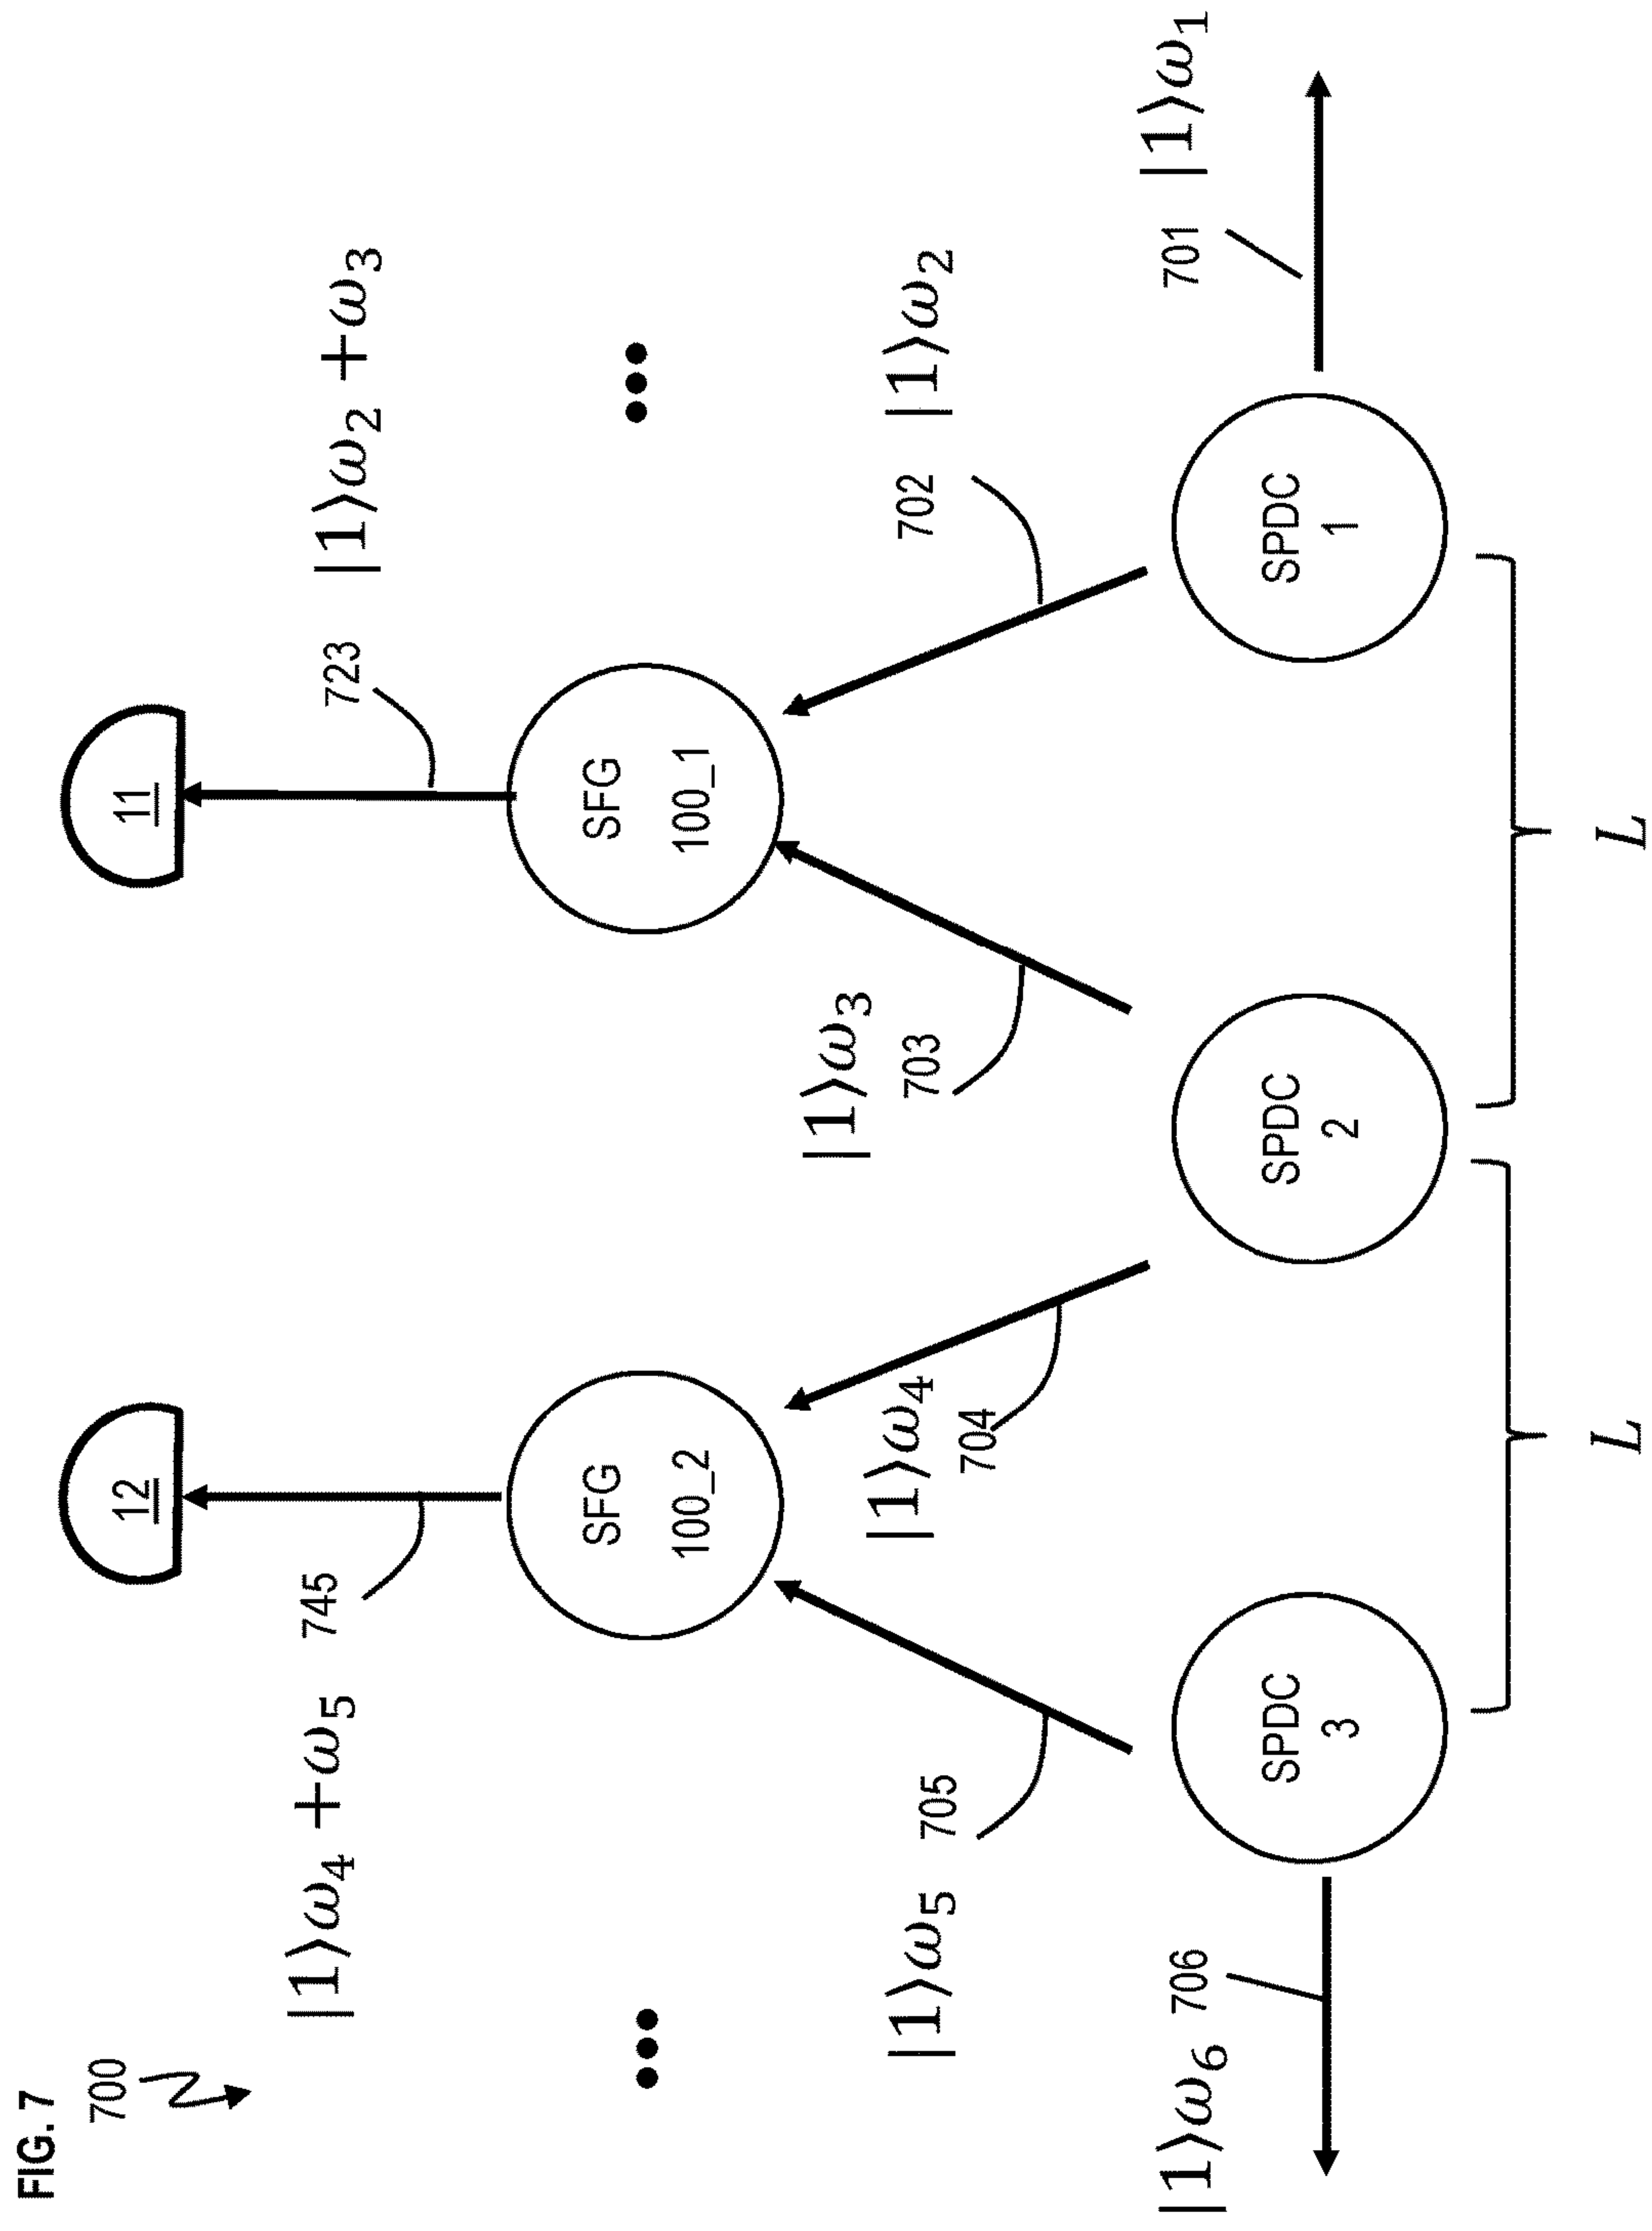 FIG. 7
700
12
11
|1⟩ω₄ +ω₅
745
723
|1⟩ω₂ +ω₃
SFG
100_2
SFG
100_1
•••
•••
|1⟩ω₅
705
|1⟩ω₄
704
|1⟩ω₃
703
702
|1⟩ω₂
|1⟩ω₆
706
SPDC
3
SPDC
2
SPDC
1
701
|1⟩ω₁
L
L